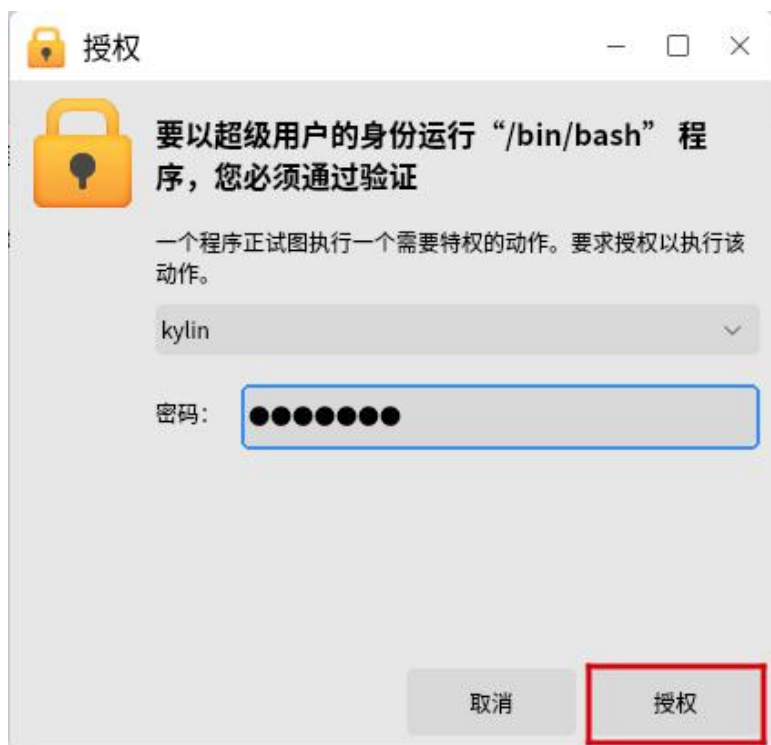 授权
要以超级用户的身份运行“/bin/bash” 程
序，您必须通过验证
一个程序正试图执行一个需要特权的动作。要求授权以执行该
动作。
kylin
密码：
取消
授权